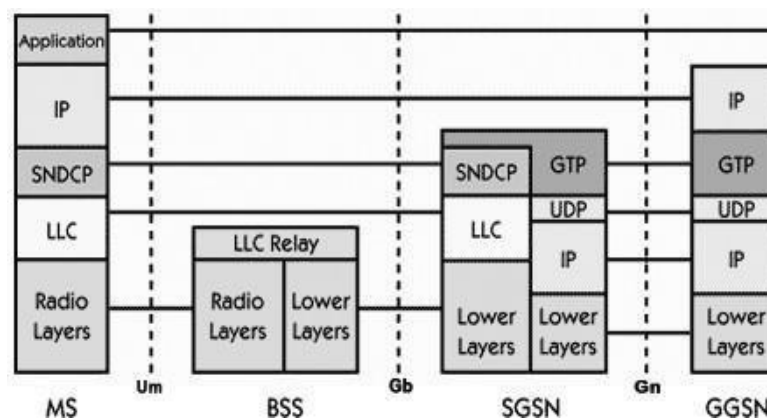 Application
IP
SNDCP
LLC
Radio
Layers
MS
Um
LLC Relay
Radio
Layers
Lower
Layers
BSS
Gb
GTP
SNDCP
UDP
LLC
IP
Lower
Layers
Lower
Layers
SGSN
Gn
IP
GTP
UDP
IP
Lower
Layers
GGSN